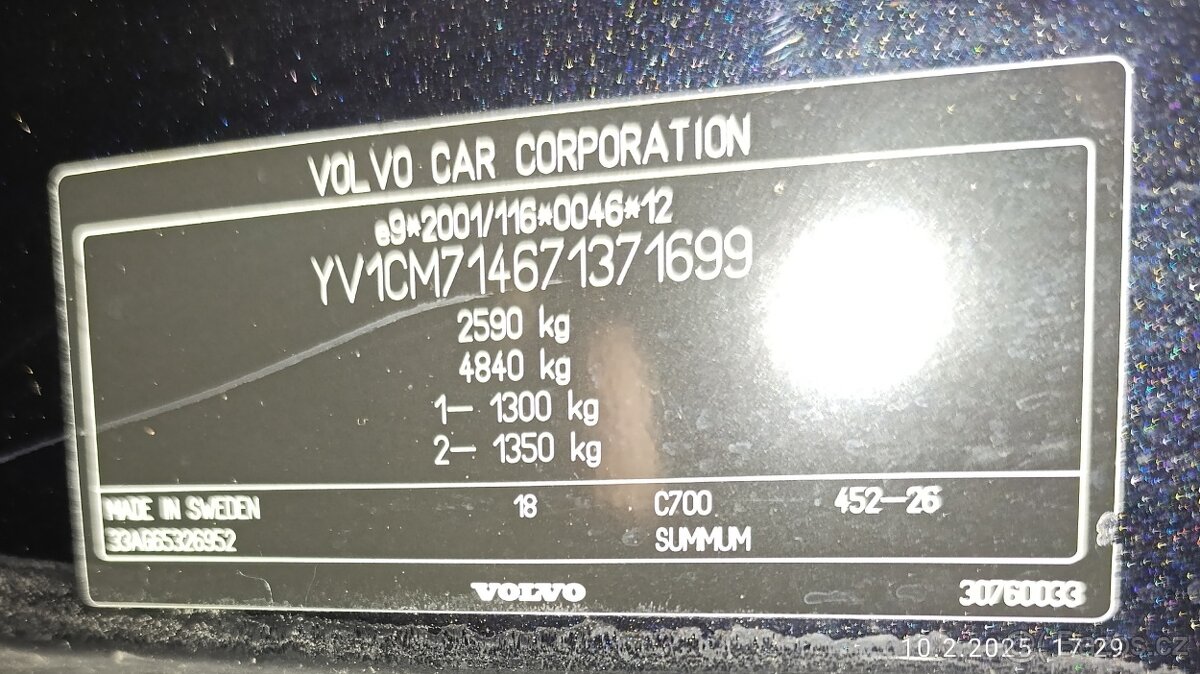 VOLVO CAR CORPORATION
e9*2001/116*0046*12
YV1CM714671371699
2590 kg
4840 kg
1— 1300 kg
2— 1350 kg
MADE IN SWEDEN 18 C700 452—26
SUMMUM
VOLVO 30760033
10.2.2025 17:29